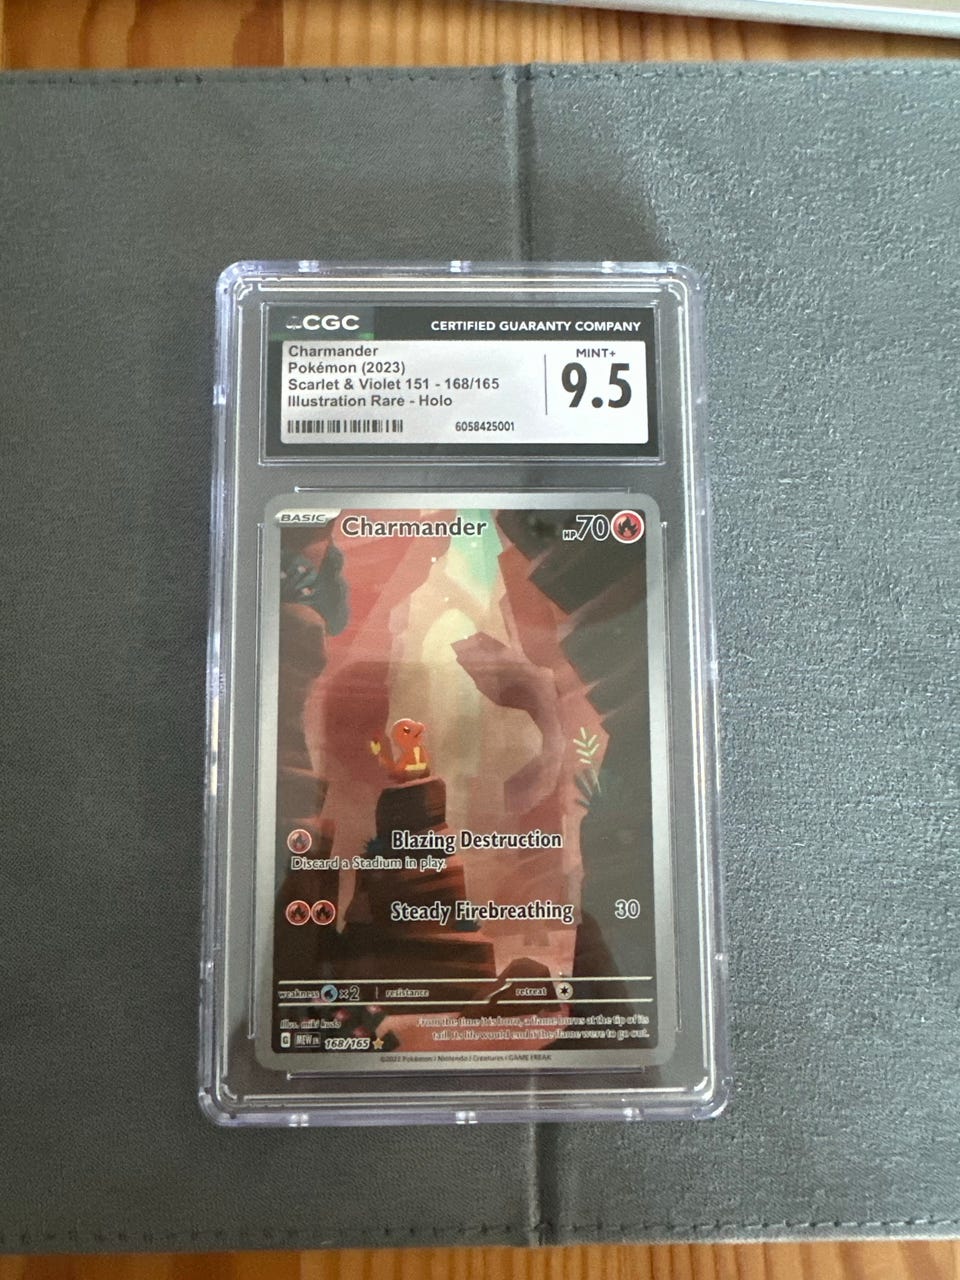 CGC CERTIFIED GUARANTY COMPANY
Charmander
Pokémon (2023)
Scarlet & Violet 151 - 168/165
Illustration Rare - Holo
6058425001
MINT+
9.5
BASIC Charmander HP70
Blazing Destruction
Discard a Stadium in play.
Steady Firebreathing 30
weakness ×2 resistance retreat
Illus. miki kudo
From the time it is born, a flame burns at the tip of its
tail. Its life would end if the flame were to go out.
G MEW EN 168/165
©2023 Pokémon / Nintendo / Creatures / GAME FREAK